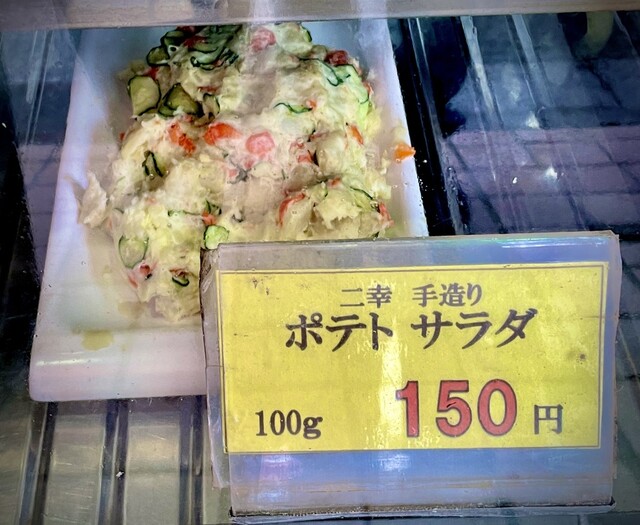 二幸 手造り
ポテト サラダ
100g 150円